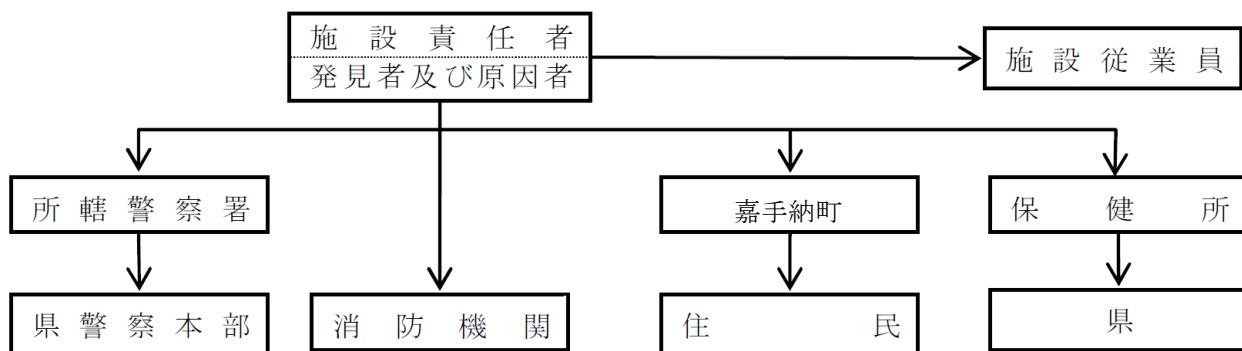 施設責任者
発見者及び原因者
施設従業員
所轄警察署
嘉手納町
保健所
県警察本部
消防機関
住民
県